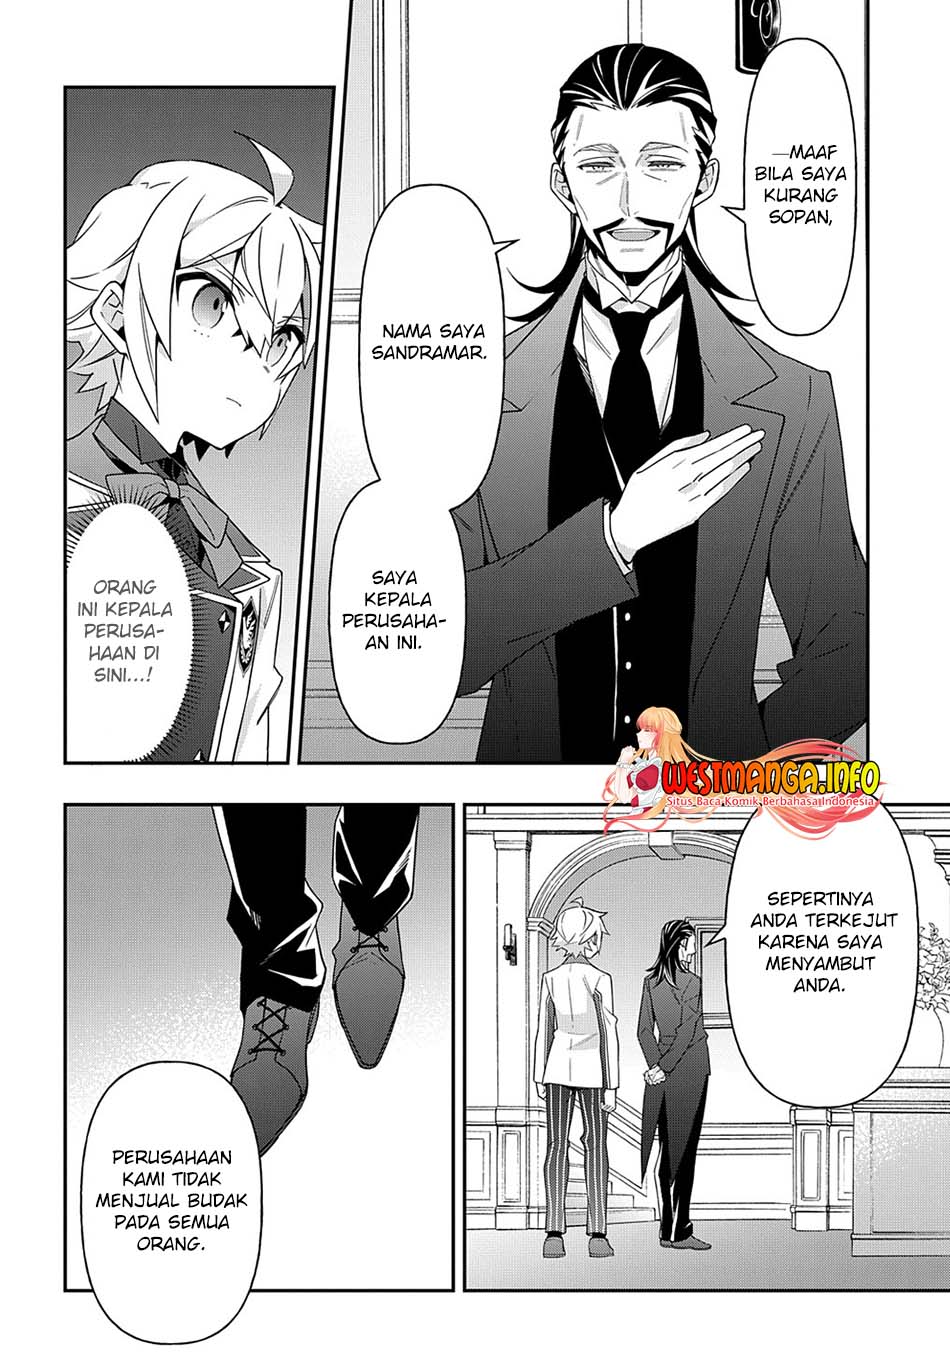 —MAAF
BILA SAYA
KURANG
SOPAN,
NAMA SAYA
SANDRAMAR.
SAYA
KEPALA
PERUSAHA-
AN INI.
ORANG
INI KEPALA
PERUSA-
HAAN DI
SINI...!
WESTMANGA.INFO
Situs Baca Komik Berbahasa Indonesia
SEPERTINYA
ANDA TERKEJUT
KARENA SAYA
MENYAMBUT
ANDA.
PERUSAHAAN
KAMI TIDAK
MENJUAL BUDAK
PADA SEMUA
ORANG.